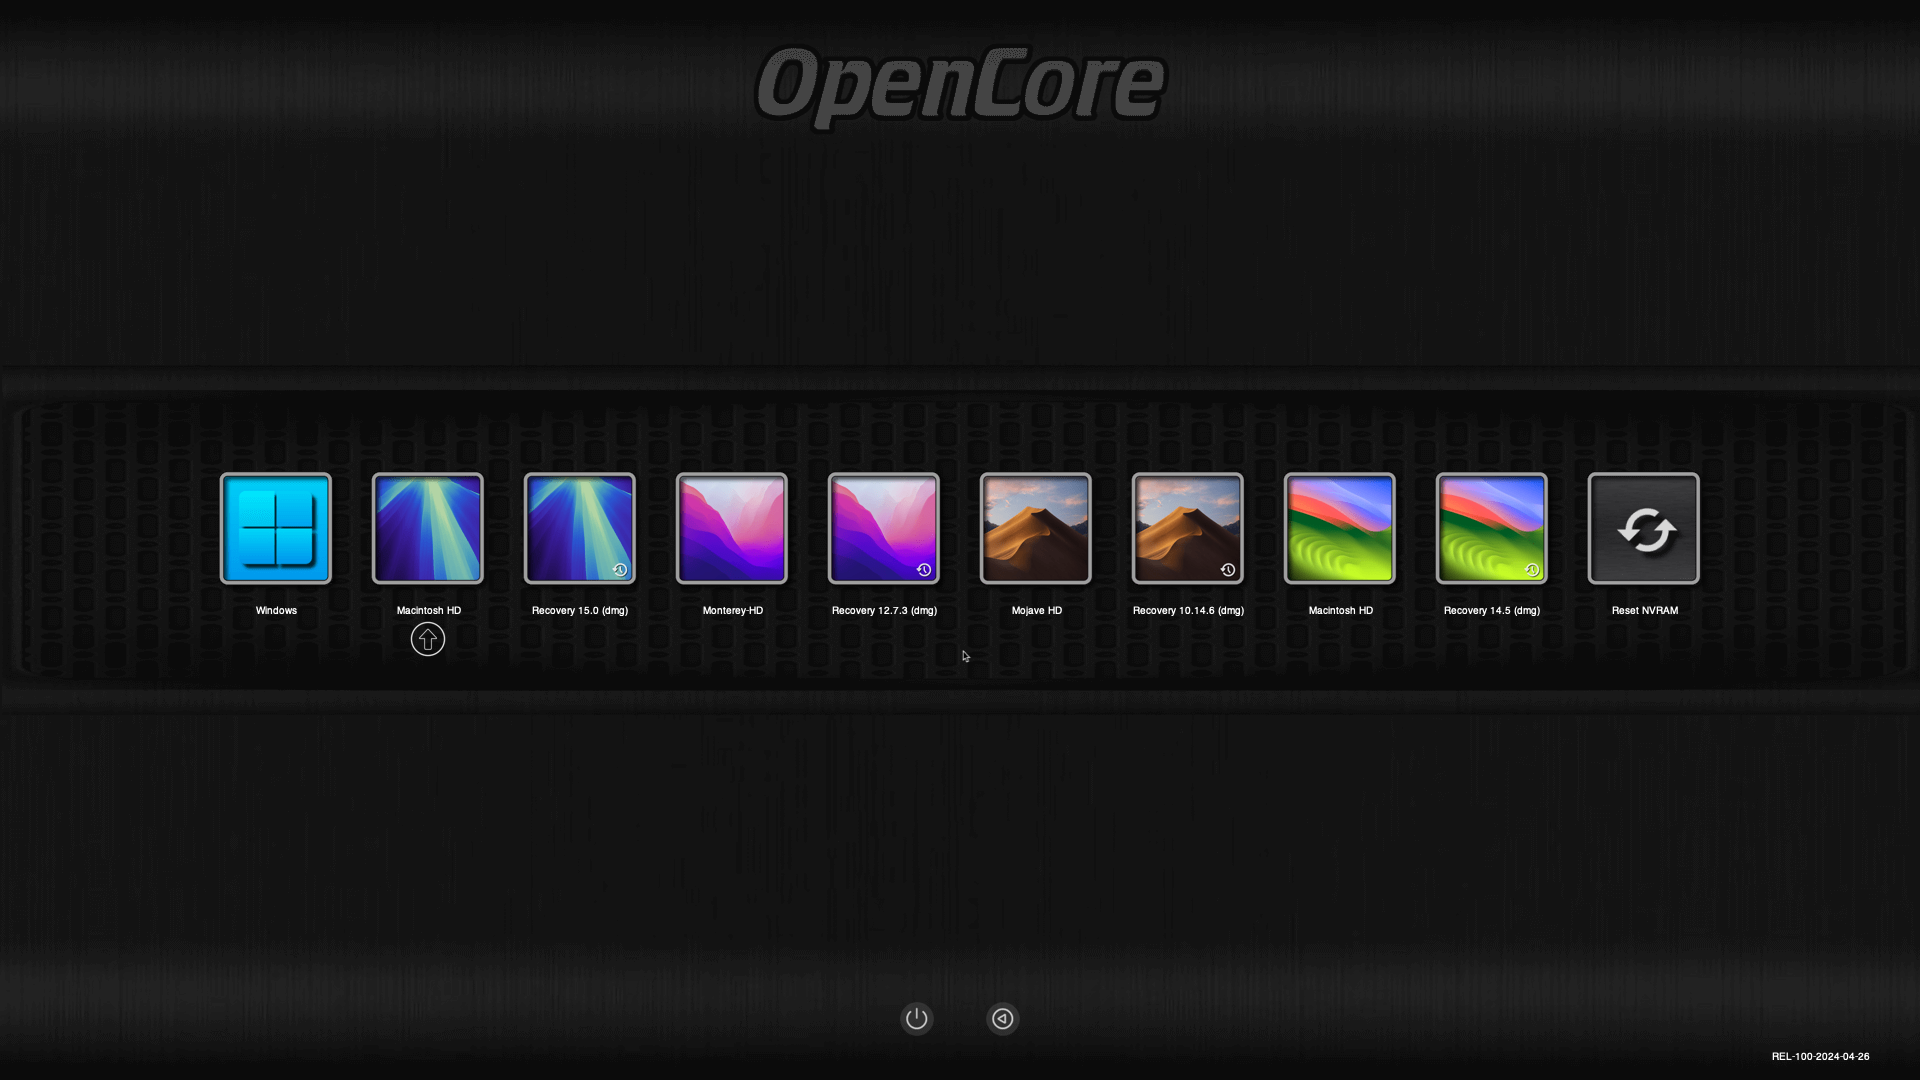 OpenCore
Windows
Macintosh HD
Recovery 15.0 (dmg)
Monterey-HD
Recovery 12.7.3 (dmg)
Mojave HD
Recovery 10.14.6 (dmg)
Macintosh HD
Recovery 14.5 (dmg)
Reset NVRAM
REL-100-2024-04-26